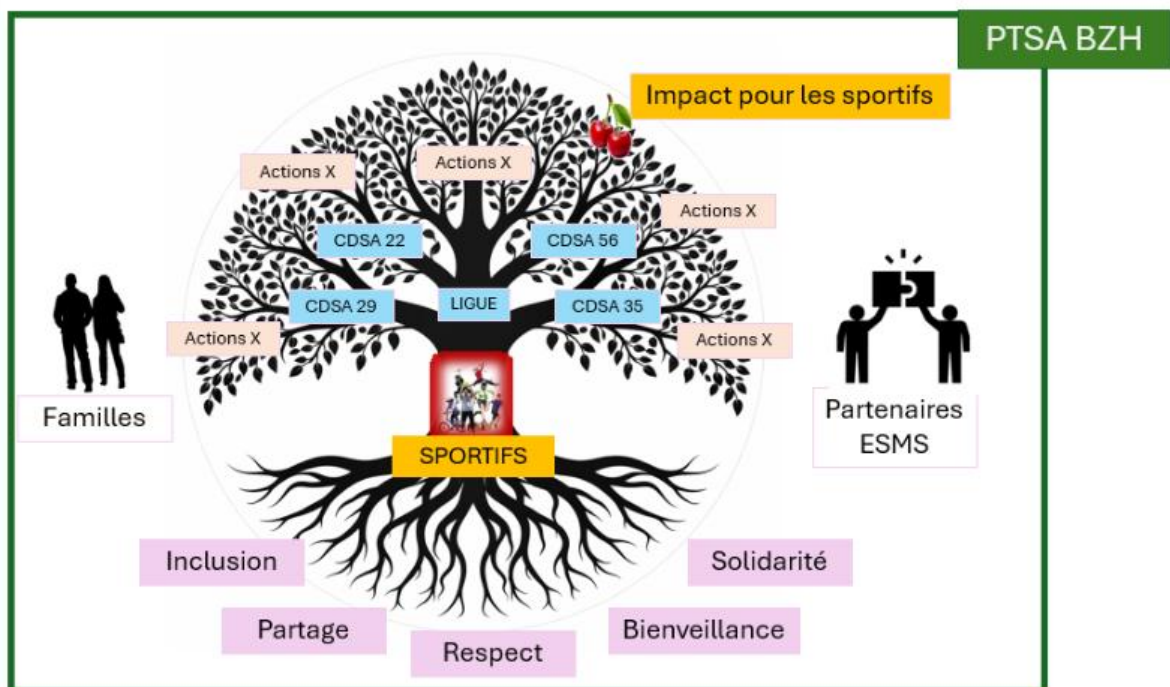 PTSA BZH
Impact pour les sportifs
Actions X
Actions X
Actions X
CDSA 22
CDSA 56
CDSA 29
LIGUE
CDSA 35
Actions X
Actions X
Familles
Partenaires
ESMS
SPORTIFS
Inclusion
Solidarité
Partage
Bienveillance
Respect